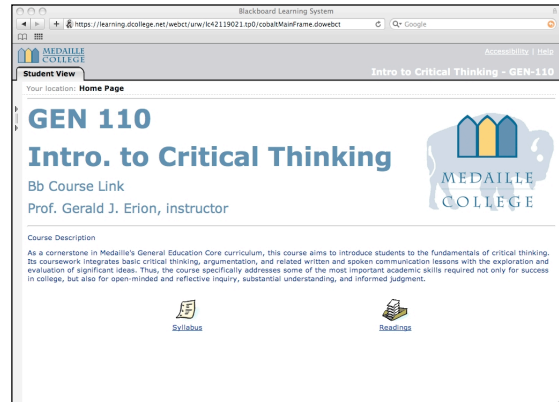 Blackboard Learning System
https://learning.dcollege.net/webct/urw/lc42119021.tp0/cobaltMainFrame.dowebct
Google
MEDAILLE
COLLEGE
Accessibility | Help
Student View
Intro to Critical Thinking - GEN-110
Your location: Home Page
GEN 110
Intro. to Critical Thinking
Bb Course Link
Prof. Gerald J. Erion, instructor
MEDAILLE
COLLEGE
Course Description
As a cornerstone in Medaille's General Education Core curriculum, this course aims to introduce students to the fundamentals of critical thinking.
Its coursework integrates basic critical thinking, argumentation, and related written and spoken communication lessons with the exploration and
evaluation of significant ideas. Thus, the course specifically addresses some of the most important academic skills required not only for success
in college, but also for open-minded and reflective inquiry, substantial understanding, and informed judgment.
Syllabus
Readings